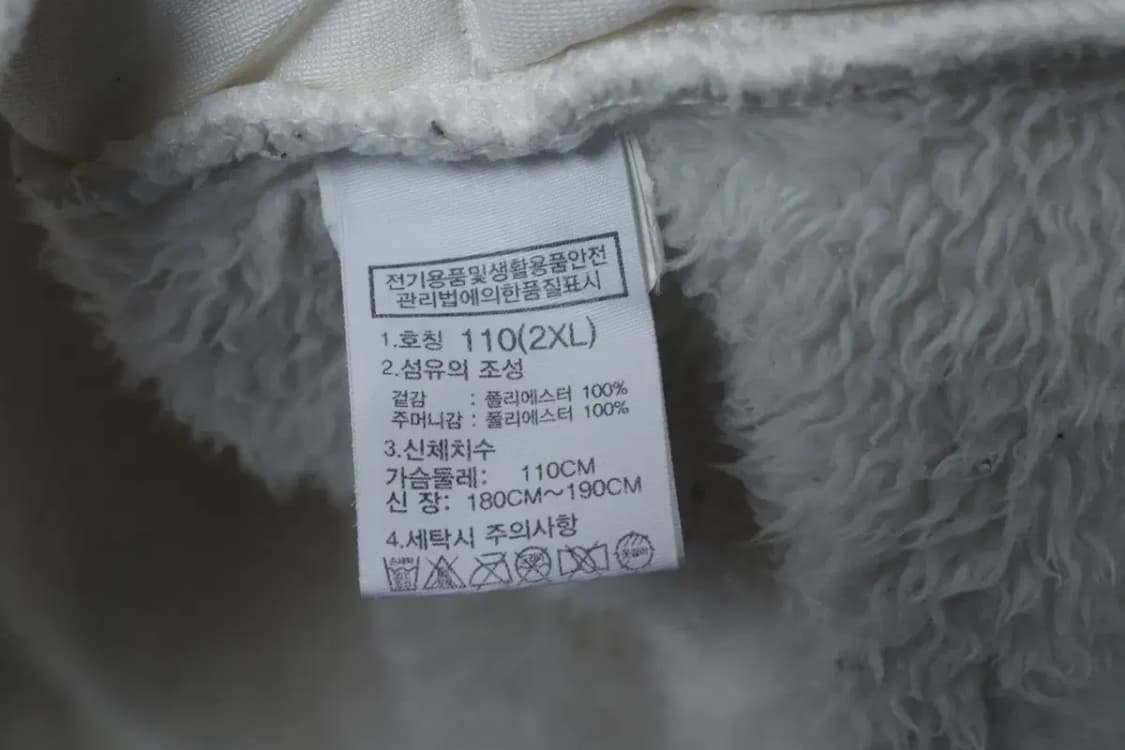 전기용품및생활용품안전
관리법에의한품질표시
1.호칭 110(2XL)
2.섬유의 조성
겉감 : 폴리에스터 100%
주머니감 : 폴리에스터 100%
3.신체치수
가슴둘레: 110CM
신 장: 180CM~190CM
4.세탁시 주의사항